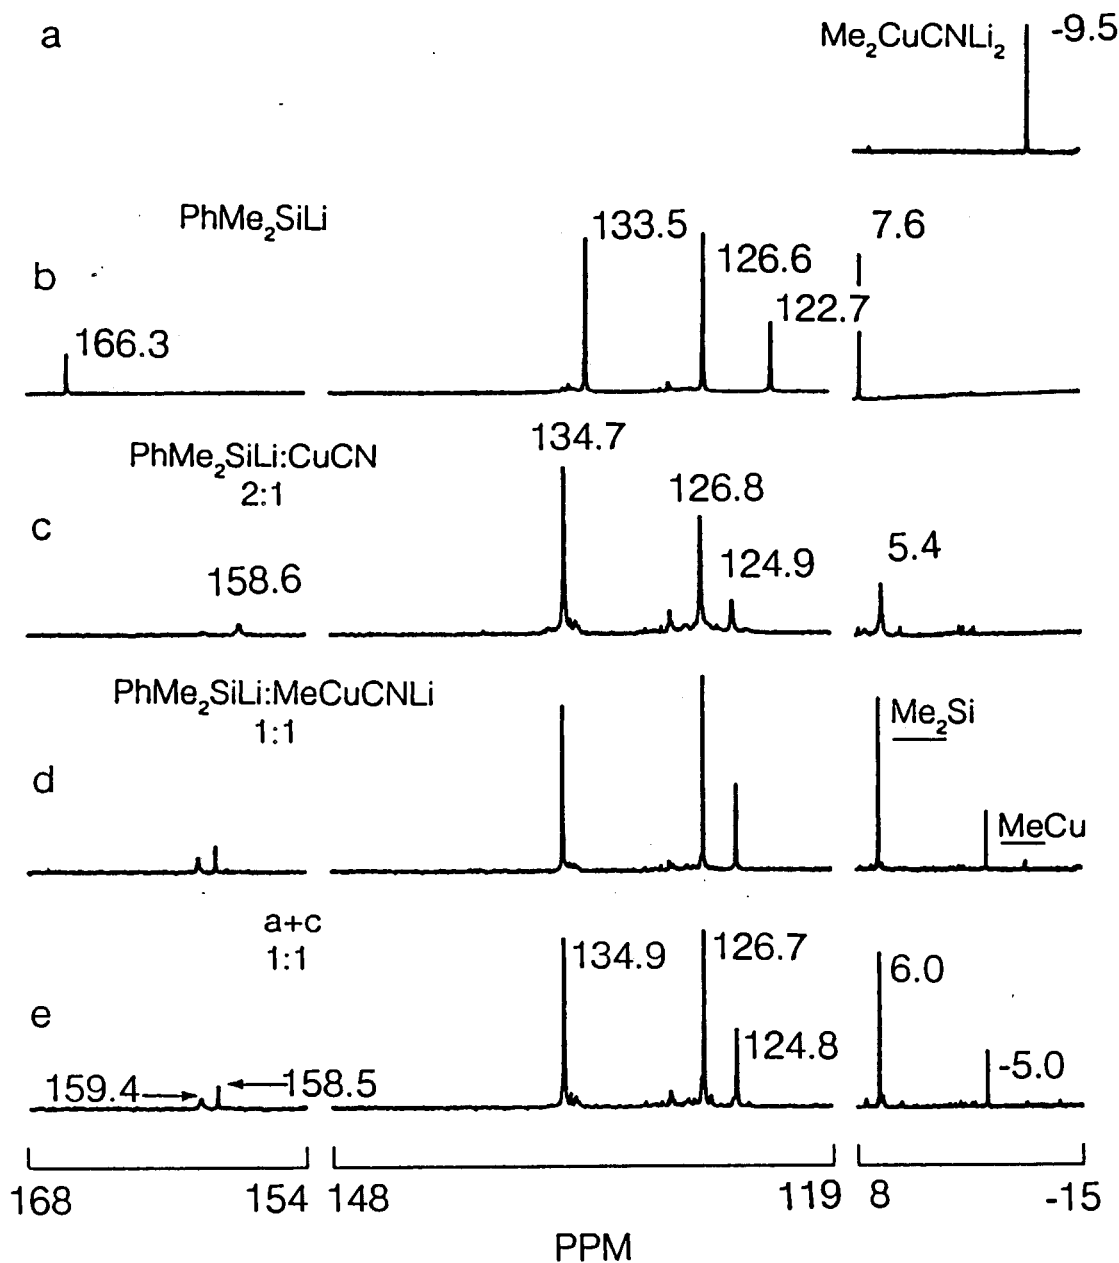 a
Me₂CuCNLi₂
-9.5
PhMe₂SiLi
133.5
7.6
b
126.6
122.7
166.3
134.7
PhMe₂SiLi:CuCN
2:1
126.8
c
124.9
5.4
158.6
PhMe₂SiLi:MeCuCNLi
1:1
Me₂Si
d
MeCu
a+c
1:1
134.9
126.7
6.0
e
124.8
-5.0
159.4
158.5
168
154
148
119
8
-15
PPM